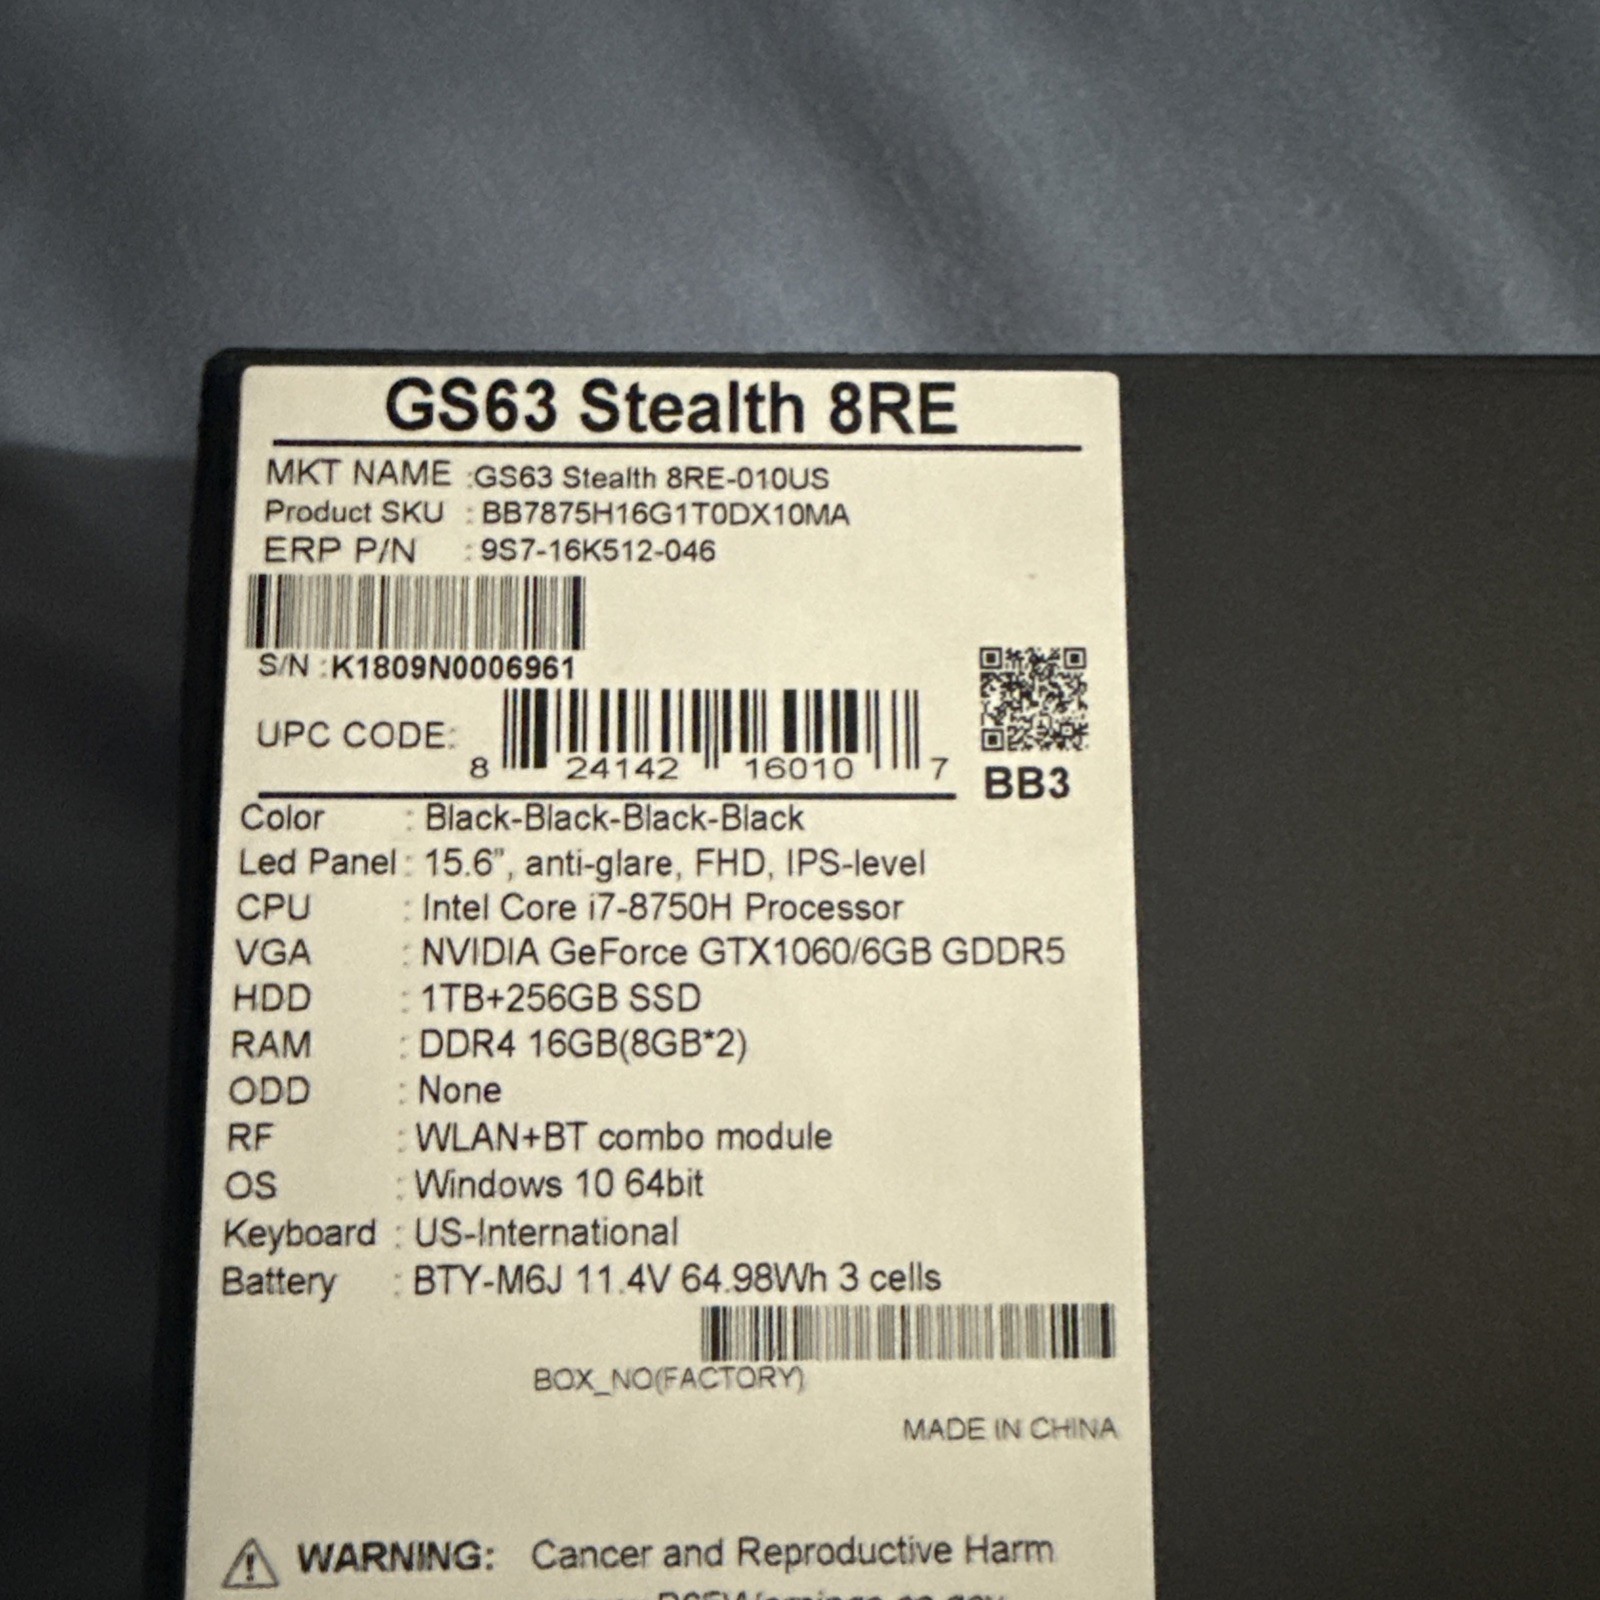 GS63 Stealth 8RE
MKT NAME :GS63 Stealth 8RE-010US
Product SKU : BB7875H16G1T0DX10MA
ERP P/N : 9S7-16K512-046
S/N :K1809N0006961
UPC CODE:
8 24142 16010 7
BB3
Color : Black-Black-Black-Black
Led Panel : 15.6”, anti-glare, FHD, IPS-level
CPU : Intel Core i7-8750H Processor
VGA : NVIDIA GeForce GTX1060/6GB GDDR5
HDD : 1TB+256GB SSD
RAM : DDR4 16GB(8GB*2)
ODD : None
RF : WLAN+BT combo module
OS : Windows 10 64bit
Keyboard : US-International
Battery : BTY-M6J 11.4V 64.98Wh 3 cells
BOX_NO(FACTORY)
MADE IN CHINA
WARNING: Cancer and Reproductive Harm